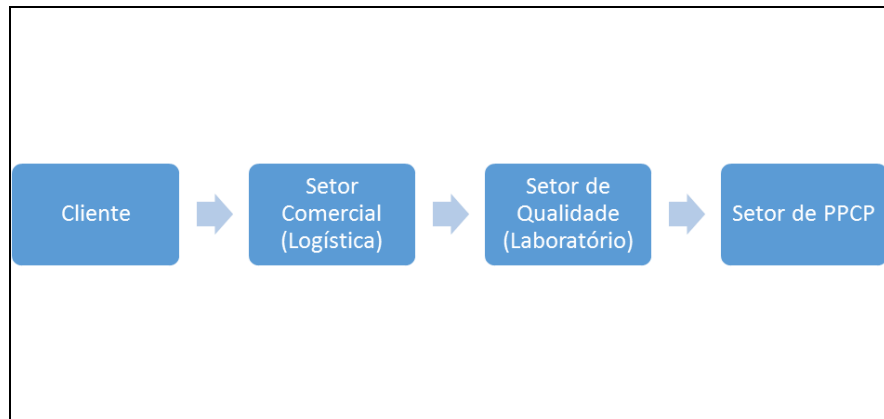 Cliente
Setor
Comercial
(Logística)
Setor de
Qualidade
(Laboratório)
Setor de PPCP